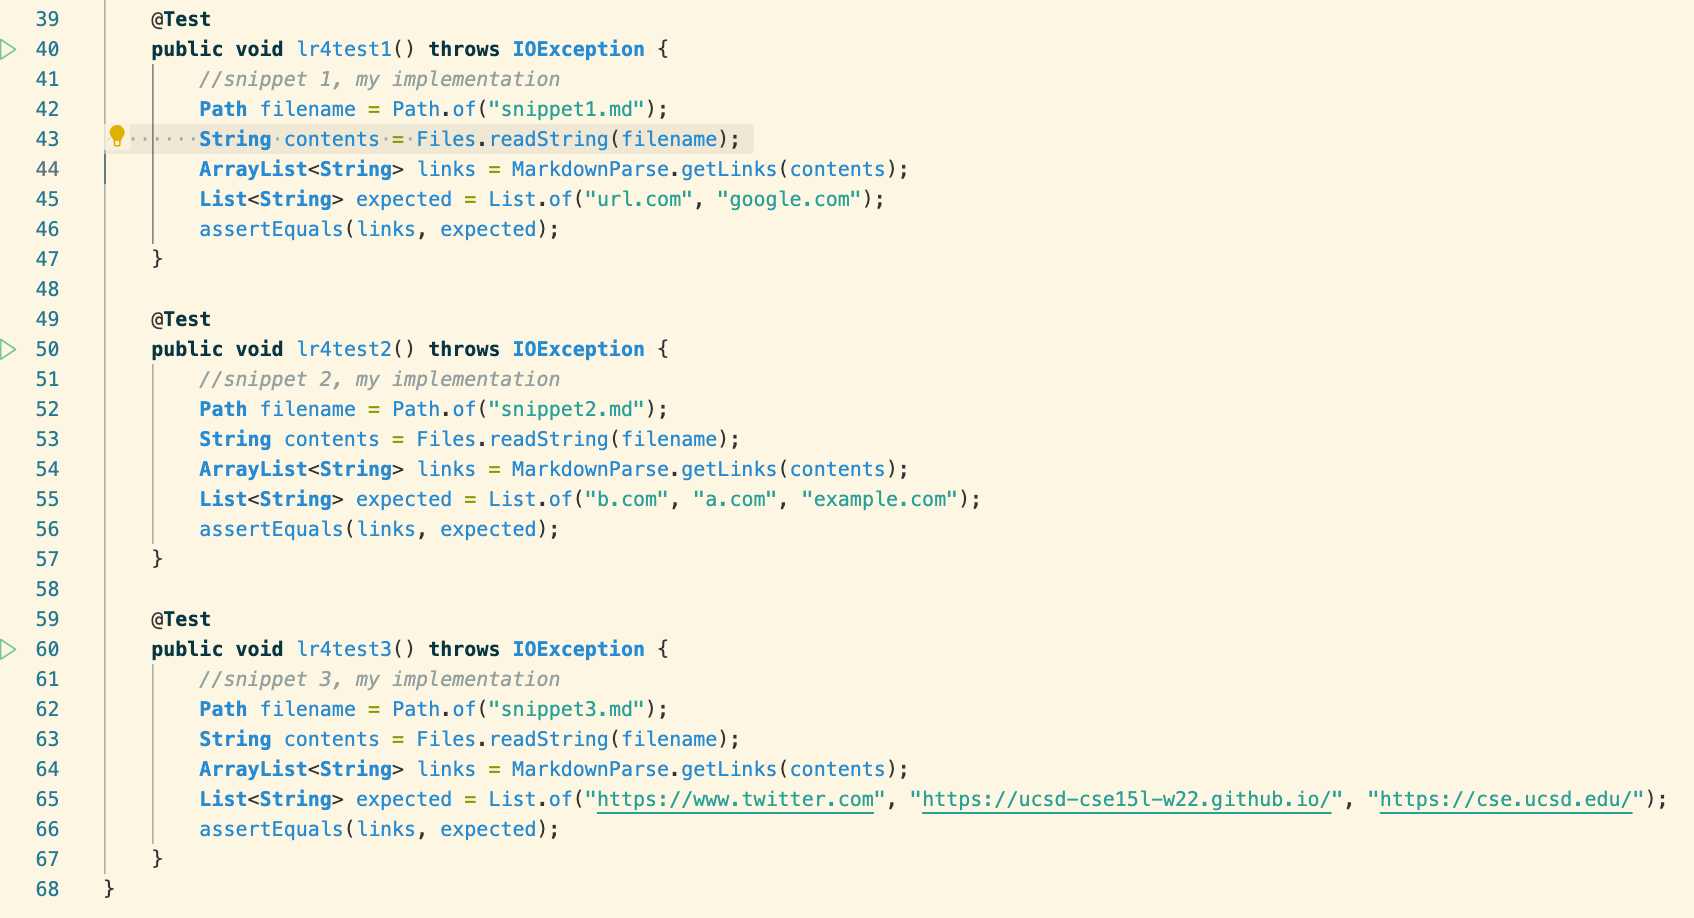 39 @Test
40 public void lr4test1() throws IOException {
41 //snippet 1, my implementation
42 Path filename = Path.of("snippet1.md");
43 String contents = Files.readString(filename);
44 ArrayList<String> links = MarkdownParse.getLinks(contents);
45 List<String> expected = List.of("url.com", "google.com");
46 assertEquals(links, expected);
47 }
48
49 @Test
50 public void lr4test2() throws IOException {
51 //snippet 2, my implementation
52 Path filename = Path.of("snippet2.md");
53 String contents = Files.readString(filename);
54 ArrayList<String> links = MarkdownParse.getLinks(contents);
55 List<String> expected = List.of("b.com", "a.com", "example.com");
56 assertEquals(links, expected);
57 }
58
59 @Test
60 public void lr4test3() throws IOException {
61 //snippet 3, my implementation
62 Path filename = Path.of("snippet3.md");
63 String contents = Files.readString(filename);
64 ArrayList<String> links = MarkdownParse.getLinks(contents);
65 List<String> expected = List.of("https://www.twitter.com", "https://ucsd-cse15l-w22.github.io/", "https://cse.ucsd.edu/");
66 assertEquals(links, expected);
67 }
68 }